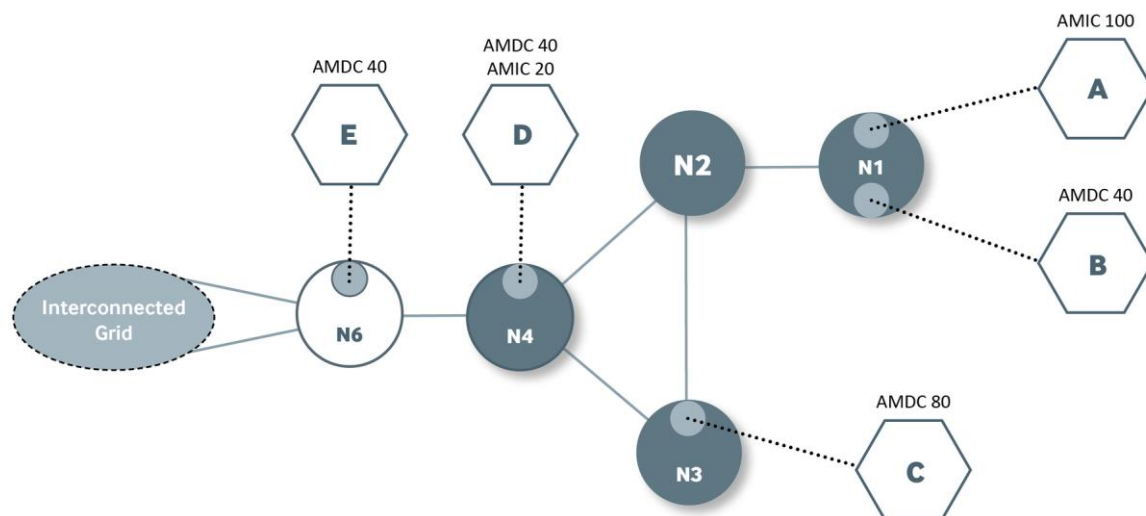 AMIC 100
A
AMDC 40
E
AMDC 40
AMIC 20
D
N2
N1
AMDC 40
B
Interconnected
Grid
N6
N4
AMDC 80
C
N3